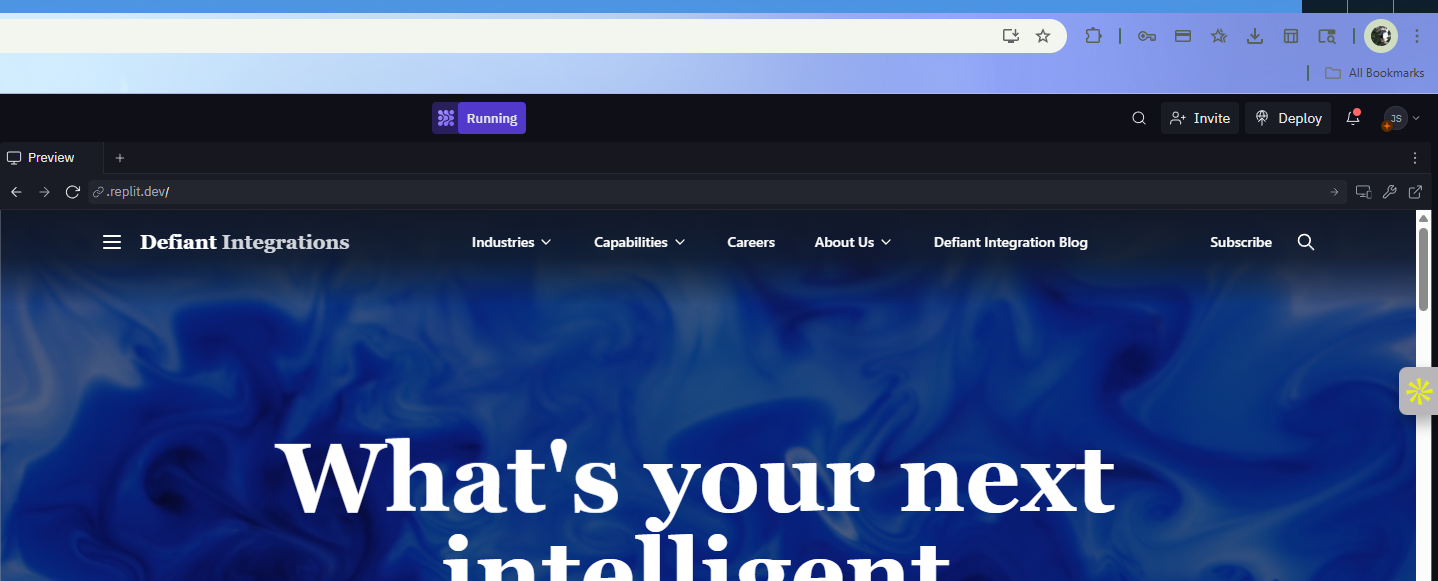 All Bookmarks
Running
Invite
Deploy
JS
Preview
.replit.dev/
Defiant Integrations
Industries
Capabilities
Careers
About Us
Defiant Integration Blog
Subscribe
What's your next
intelligent